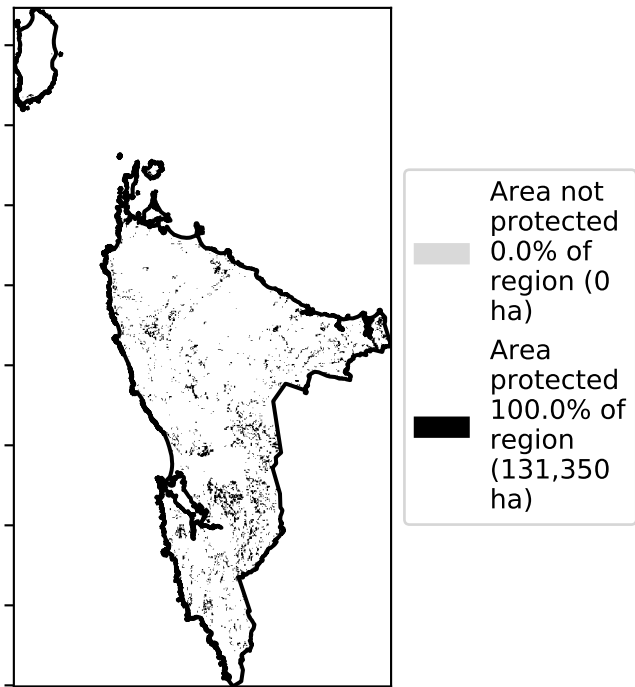 Area not
protected
0.0% of
region (0
ha)
Area
protected
100.0% of
region
(131,350
ha)